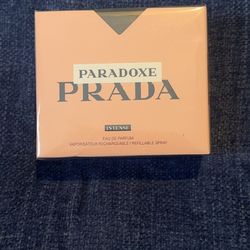 PARADOXE
PRADA
INTENSE
EAU DE PARFUM
VAPORISATEUR RECHARGEABLE / REFILLABLE SPRAY